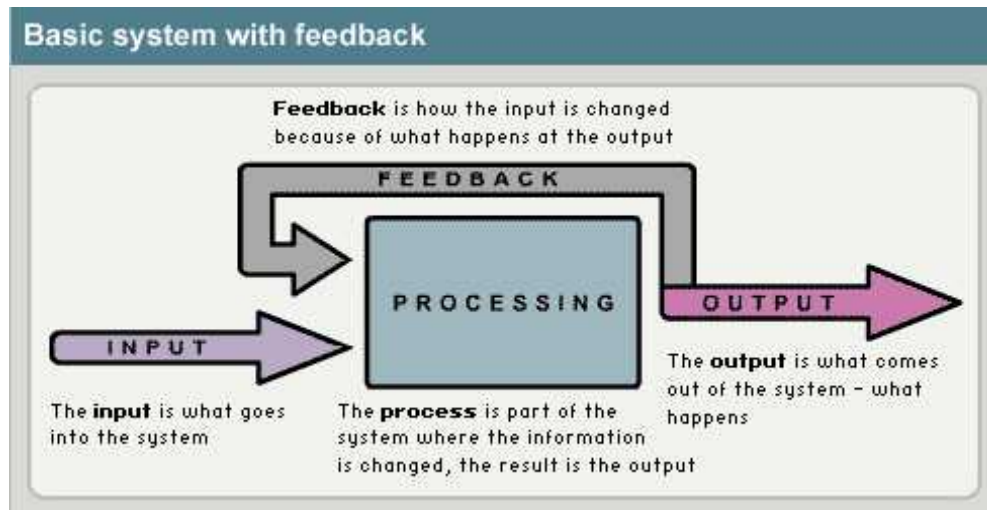 Basic system with feedback
Feedback is how the input is changed
because of what happens at the output
FEEDBACK
PROCESSING
OUTPUT
INPUT
The input is what goes
into the system
The process is part of the
system where the information
is changed, the result is the output
The output is what comes
out of the system – what
happens